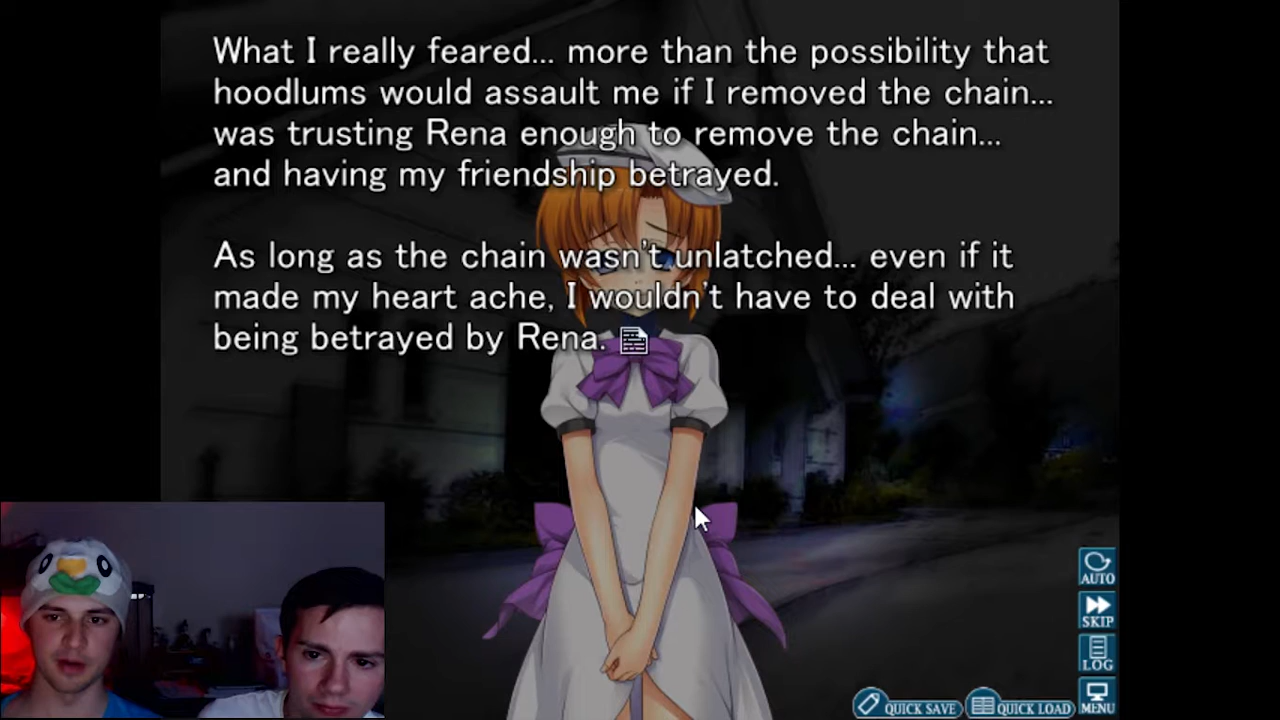 What I really feared... more than the possibility that
hoodlums would assault me if I removed the chain...
was trusting Rena enough to remove the chain...
and having my friendship betrayed.
As long as the chain wasn't unlatched... even if it
made my heart ache, I wouldn't have to deal with
being betrayed by Rena.
AUTO
SKIP
LOG
QUICK SAVE QUICK LOAD MENU